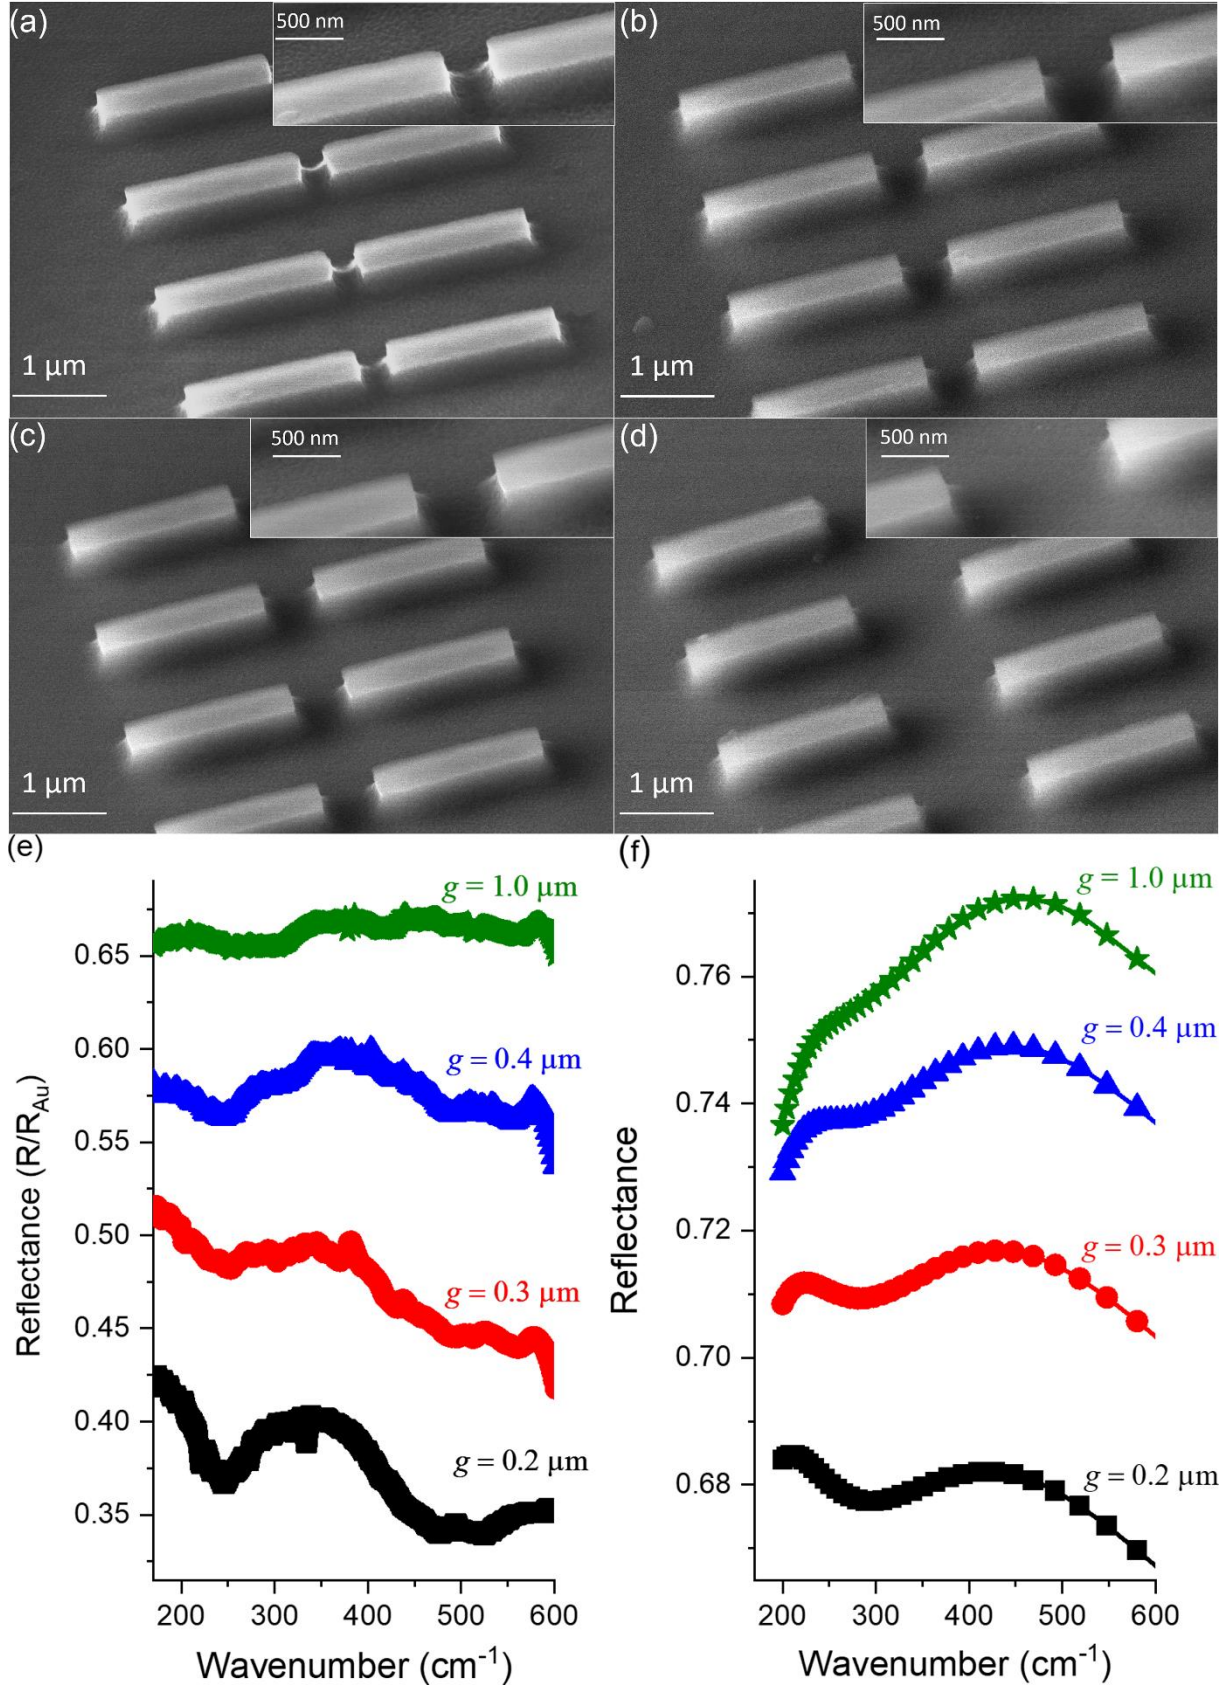 (a)
500 nm
1 µm
(b)
500 nm
1 µm
(c)
500 nm
1 µm
(d)
500 nm
1 µm
(e)
g = 1.0 µm
g = 0.4 µm
g = 0.3 µm
g = 0.2 µm
0.65
0.60
0.55
0.50
0.45
0.40
0.35
Reflectance (R/R_Au)
200 300 400 500 600
Wavenumber (cm⁻¹)
(f)
g = 1.0 µm
g = 0.4 µm
g = 0.3 µm
g = 0.2 µm
0.76
0.74
0.72
0.70
0.68
Reflectance
200 300 400 500 600
Wavenumber (cm⁻¹)